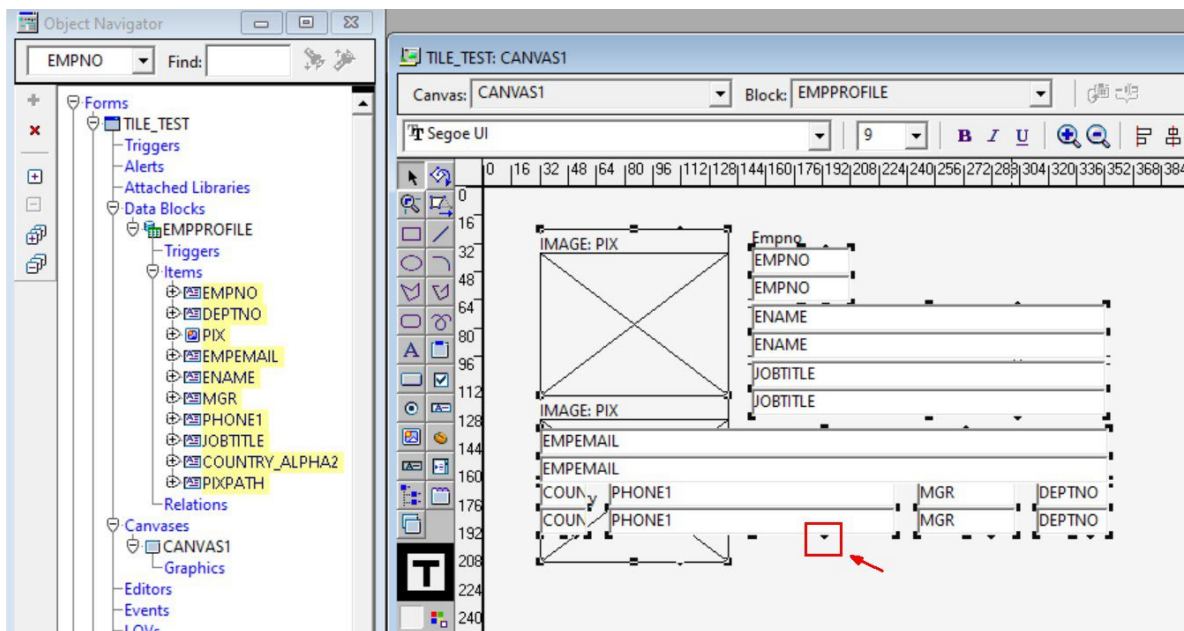 Object Navigator
EMPNO Find:
Forms
TILE_TEST
Triggers
Alerts
Attached Libraries
Data Blocks
EMPPROFILE
Triggers
Items
EMPNO
DEPTNO
PIX
EMPEMAIL
ENAME
MGR
PHONE1
JOBTITLE
COUNTRY_ALPHA2
PIXPATH
Relations
Canvases
CANVAS1
Graphics
Editors
Events
LOVs
TILE_TEST: CANVAS1
Canvas: CANVAS1 Block: EMPPROFILE
Segoe UI 9 B I U
0 16 32 48 64 80 96 112 128 144 160 176 192 208 224 240 256 272 288 304 320 336 352 368 384
0
16
32
48
64
80
96
112
128
144
160
176
192
208
224
240
A
T
IMAGE: PIX
Empno
EMPNO
EMPNO
ENAME
ENAME
JOBTITLE
JOBTITLE
IMAGE: PIX
EMPEMAIL
EMPEMAIL
COUN y PHONE1 MGR DEPTNO
COUN PHONE1 MGR DEPTNO